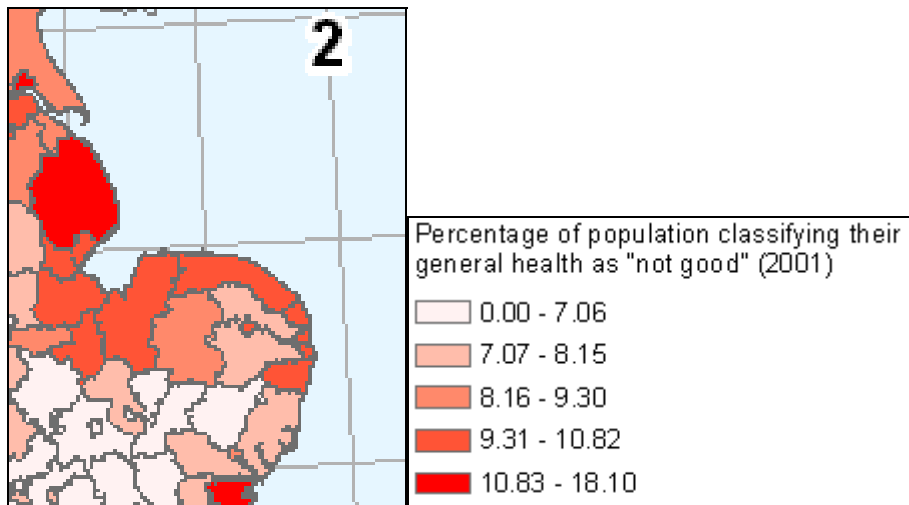 2
Percentage of population classifying their
general health as "not good" (2001)
0.00 - 7.06
7.07 - 8.15
8.16 - 9.30
9.31 - 10.82
10.83 - 18.10